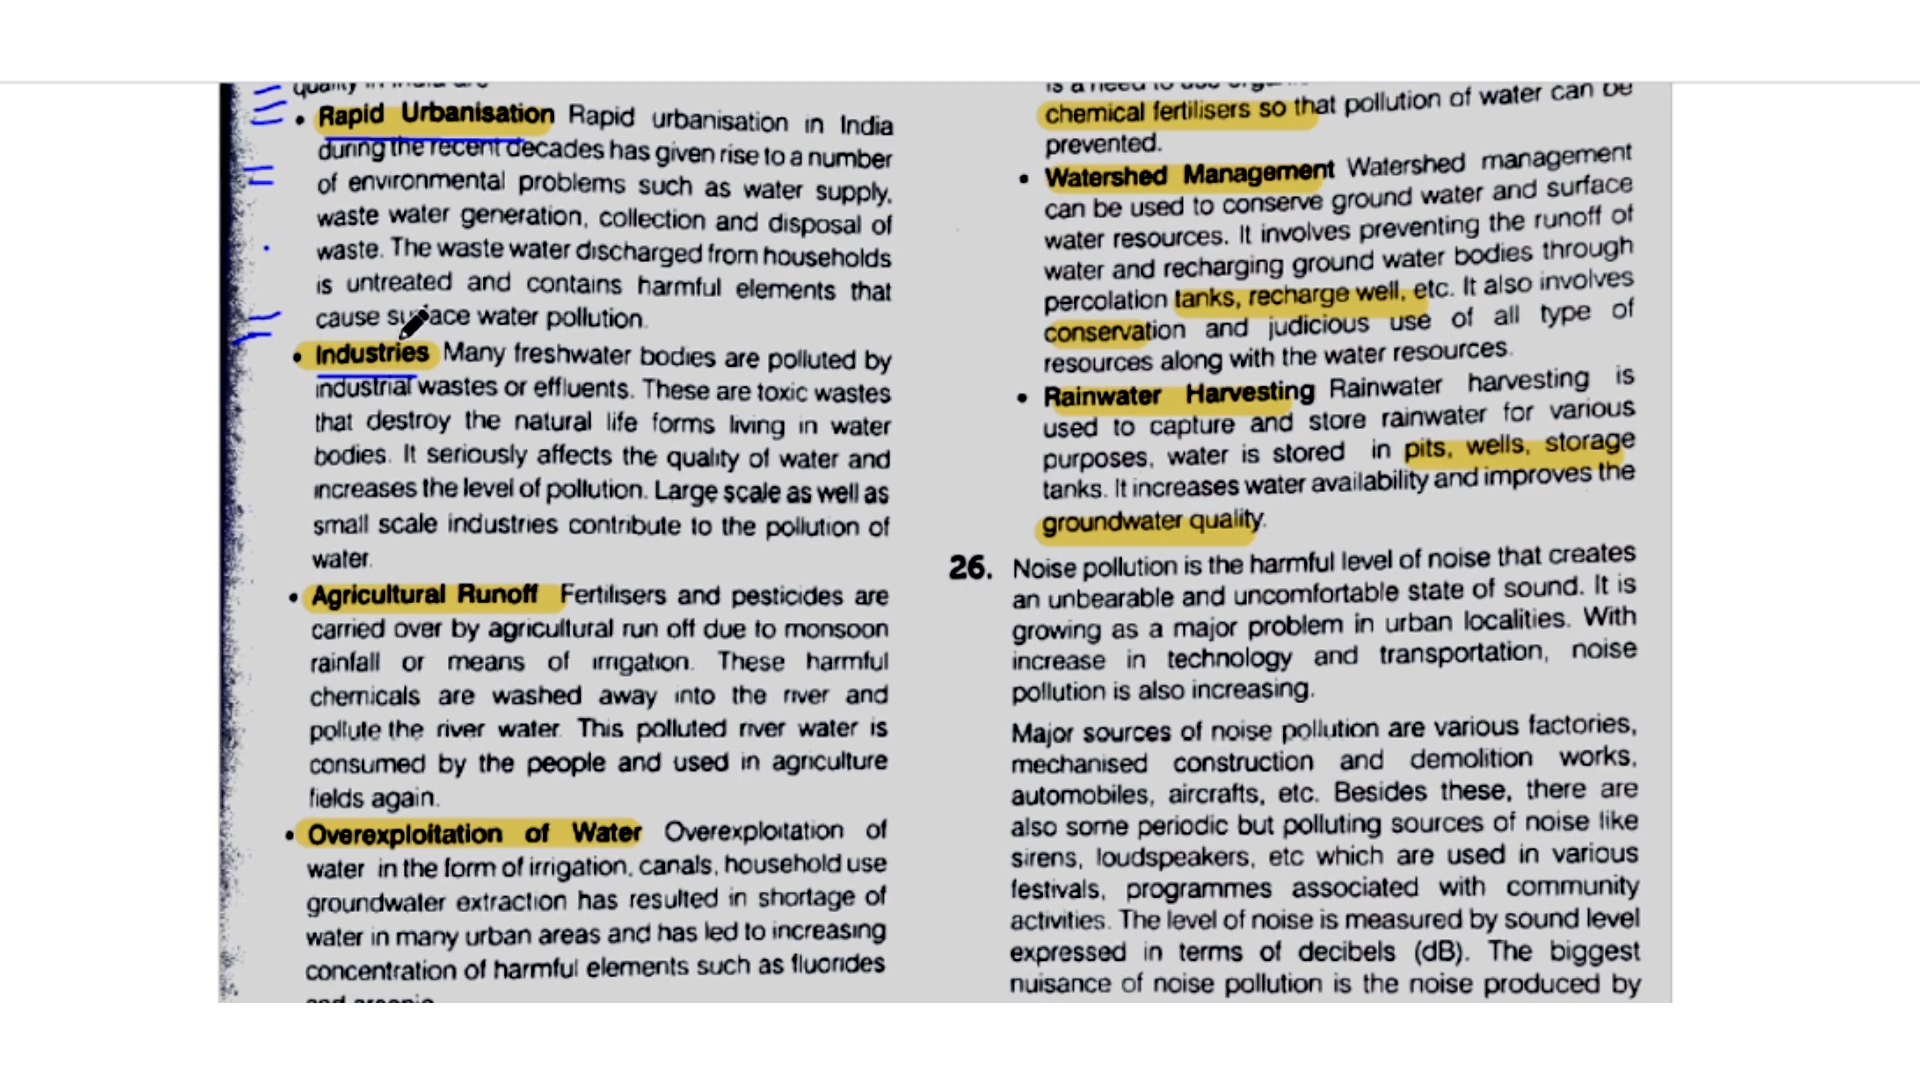 quality in India are
• Rapid Urbanisation Rapid urbanisation in India
during the recent decades has given rise to a number
of environmental problems such as water supply,
waste water generation, collection and disposal of
waste. The waste water discharged from households
is untreated and contains harmful elements that
cause surface water pollution.
• Industries Many freshwater bodies are polluted by
industrial wastes or effluents. These are toxic wastes
that destroy the natural life forms living in water
bodies. It seriously affects the quality of water and
increases the level of pollution. Large scale as well as
small scale industries contribute to the pollution of
water.
• Agricultural Runoff Fertilisers and pesticides are
carried over by agricultural run off due to monsoon
rainfall or means of irrigation. These harmful
chemicals are washed away into the river and
pollute the river water. This polluted river water is
consumed by the people and used in agriculture
fields again.
• Overexploitation of Water Overexploitation of
water in the form of irrigation, canals, household use
groundwater extraction has resulted in shortage of
water in many urban areas and has led to increasing
concentration of harmful elements such as fluorides
and arsenic.
is a need to use
chemical fertilisers so that pollution of water can be
prevented.
• Watershed Management Watershed management
can be used to conserve ground water and surface
water resources. It involves preventing the runoff of
water and recharging ground water bodies through
percolation tanks, recharge well, etc. It also involves
conservation and judicious use of all type of
resources along with the water resources.
• Rainwater Harvesting Rainwater harvesting is
used to capture and store rainwater for various
purposes, water is stored in pits, wells, storage
tanks. It increases water availability and improves the
groundwater quality.
26. Noise pollution is the harmful level of noise that creates
an unbearable and uncomfortable state of sound. It is
growing as a major problem in urban localities. With
increase in technology and transportation, noise
pollution is also increasing.
Major sources of noise pollution are various factories,
mechanised construction and demolition works,
automobiles, aircrafts, etc. Besides these, there are
also some periodic but polluting sources of noise like
sirens, loudspeakers, etc which are used in various
festivals, programmes associated with community
activities. The level of noise is measured by sound level
expressed in terms of decibels (dB). The biggest
nuisance of noise pollution is the noise produced by